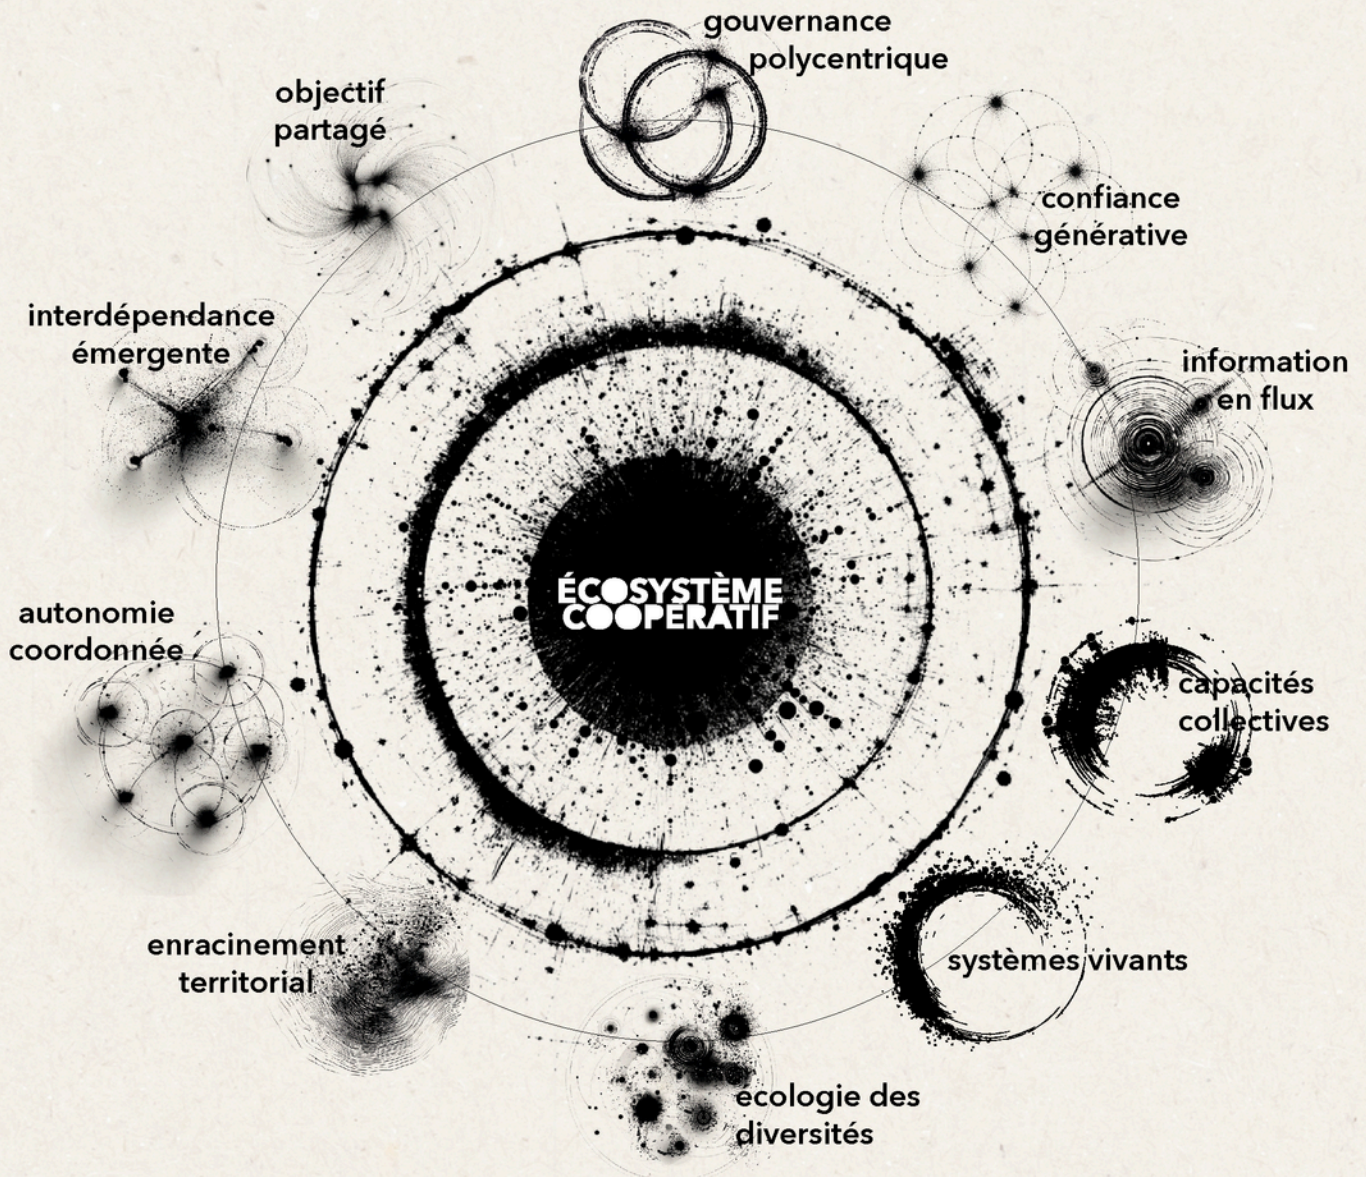 gouvernance
polycentrique
objectif
partagé
confiance
générative
interdépendance
émergente
information
en flux
ÉCOSYSTÈME
COOPÉRATIF
autonomie
coordonnée
capacités
collectives
enracinement
territorial
systèmes vivants
écologie des
diversités